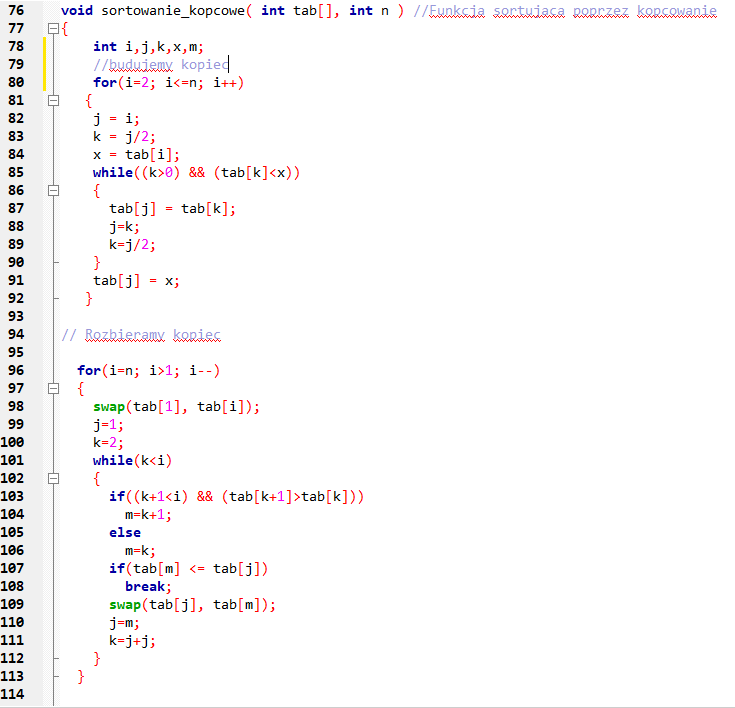 76 void sortowanie_kopcowe( int tab[], int n ) //Funkcja sortujaca poprzez kopcowanie
77 {
78 int i,j,k,x,m;
79 //budujemy kopiec
80 for(i=2; i<=n; i++)
81 {
82 j = i;
83 k = j/2;
84 x = tab[i];
85 while((k>0) && (tab[k]<x))
86 {
87 tab[j] = tab[k];
88 j=k;
89 k=j/2;
90 }
91 tab[j] = x;
92 }
93
94 // Rozbieramy kopiec
95
96 for(i=n; i>1; i--)
97 {
98 swap(tab[1], tab[i]);
99 j=1;
100 k=2;
101 while(k<i)
102 {
103 if((k+1<i) && (tab[k+1]>tab[k]))
104 m=k+1;
105 else
106 m=k;
107 if(tab[m] <= tab[j])
108 break;
109 swap(tab[j], tab[m]);
110 j=m;
111 k=j+j;
112 }
113 }
114